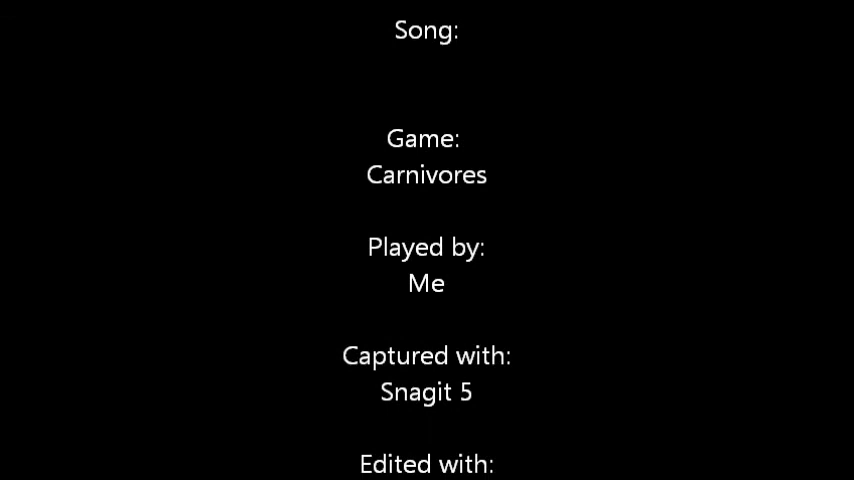 Song:
Game:
Carnivores
Played by:
Me
Captured with:
Snagit 5
Edited with: